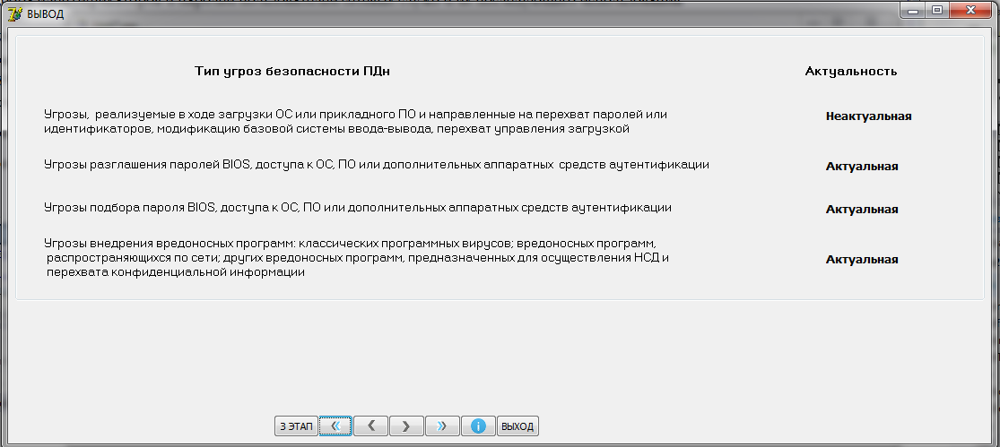 ВЫВОД
Тип угроз безопасности ПДн
Актуальность
Угрозы, реализуемые в ходе загрузки ОС или прикладного ПО и направленные на перехват паролей или
идентификаторов, модификацию базовой системы ввода-вывода, перехват управления загрузкой
Неактуальная
Угрозы разглашения паролей BIOS, доступа к ОС, ПО или дополнительных аппаратных средств аутентификации
Актуальная
Угрозы подбора пароля BIOS, доступа к ОС, ПО или дополнительных аппаратных средств аутентификации
Актуальная
Угрозы внедрения вредоносных программ: классических программных вирусов; вредоносных программ,
распространяющихся по сети; других вредоносных программ, предназначенных для осуществления НСД и
перехвата конфиденциальной информации
Актуальная
3 ЭТАП
ВЫХОД